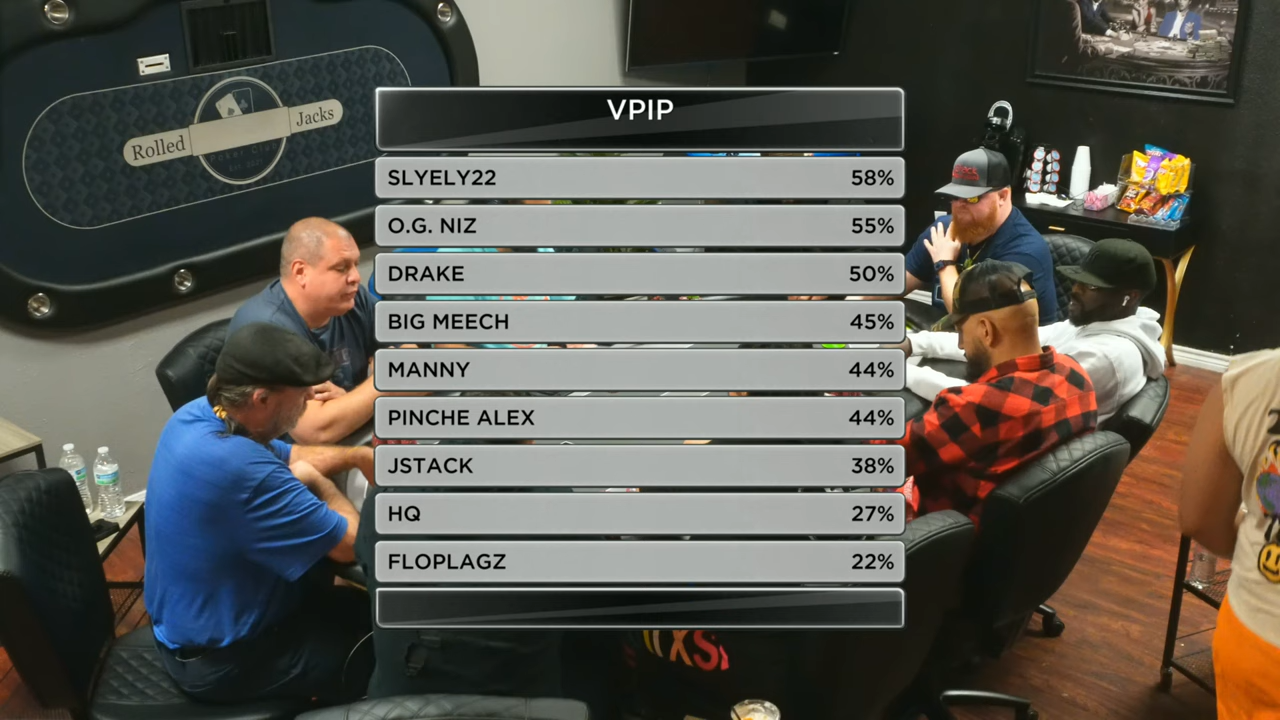 Rolled Jacks
VPIP
SLYELY22 58%
O.G. NIZ 55%
DRAKE 50%
BIG MEECH 45%
MANNY 44%
PINCHE ALEX 44%
JSTACK 38%
HQ 27%
FLOPLAGZ 22%